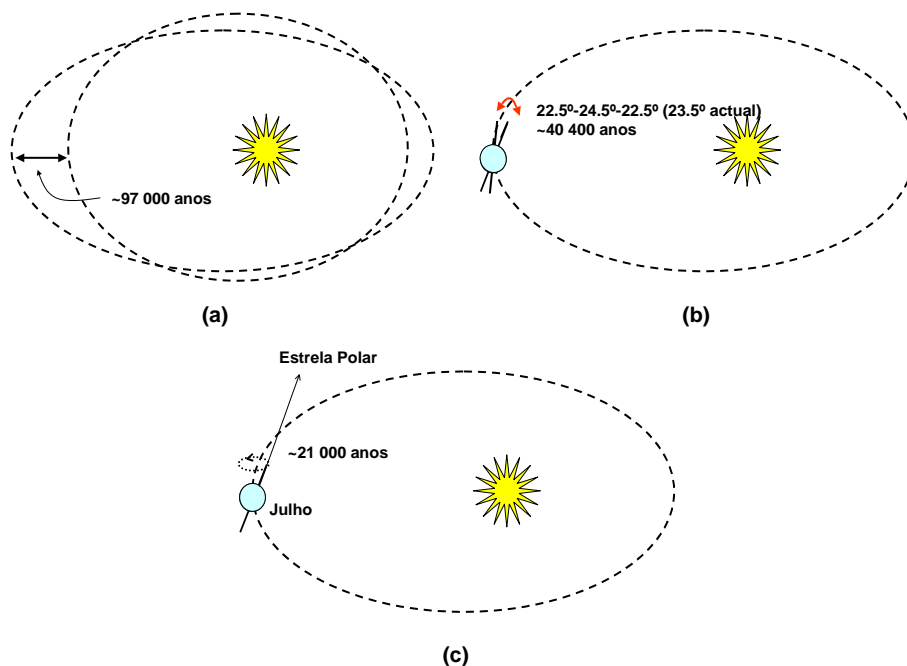 ~97 000 anos
(a)
22.5º-24.5º-22.5º (23.5º actual)
~40 400 anos
(b)
Estrela Polar
~21 000 anos
Julho
(c)